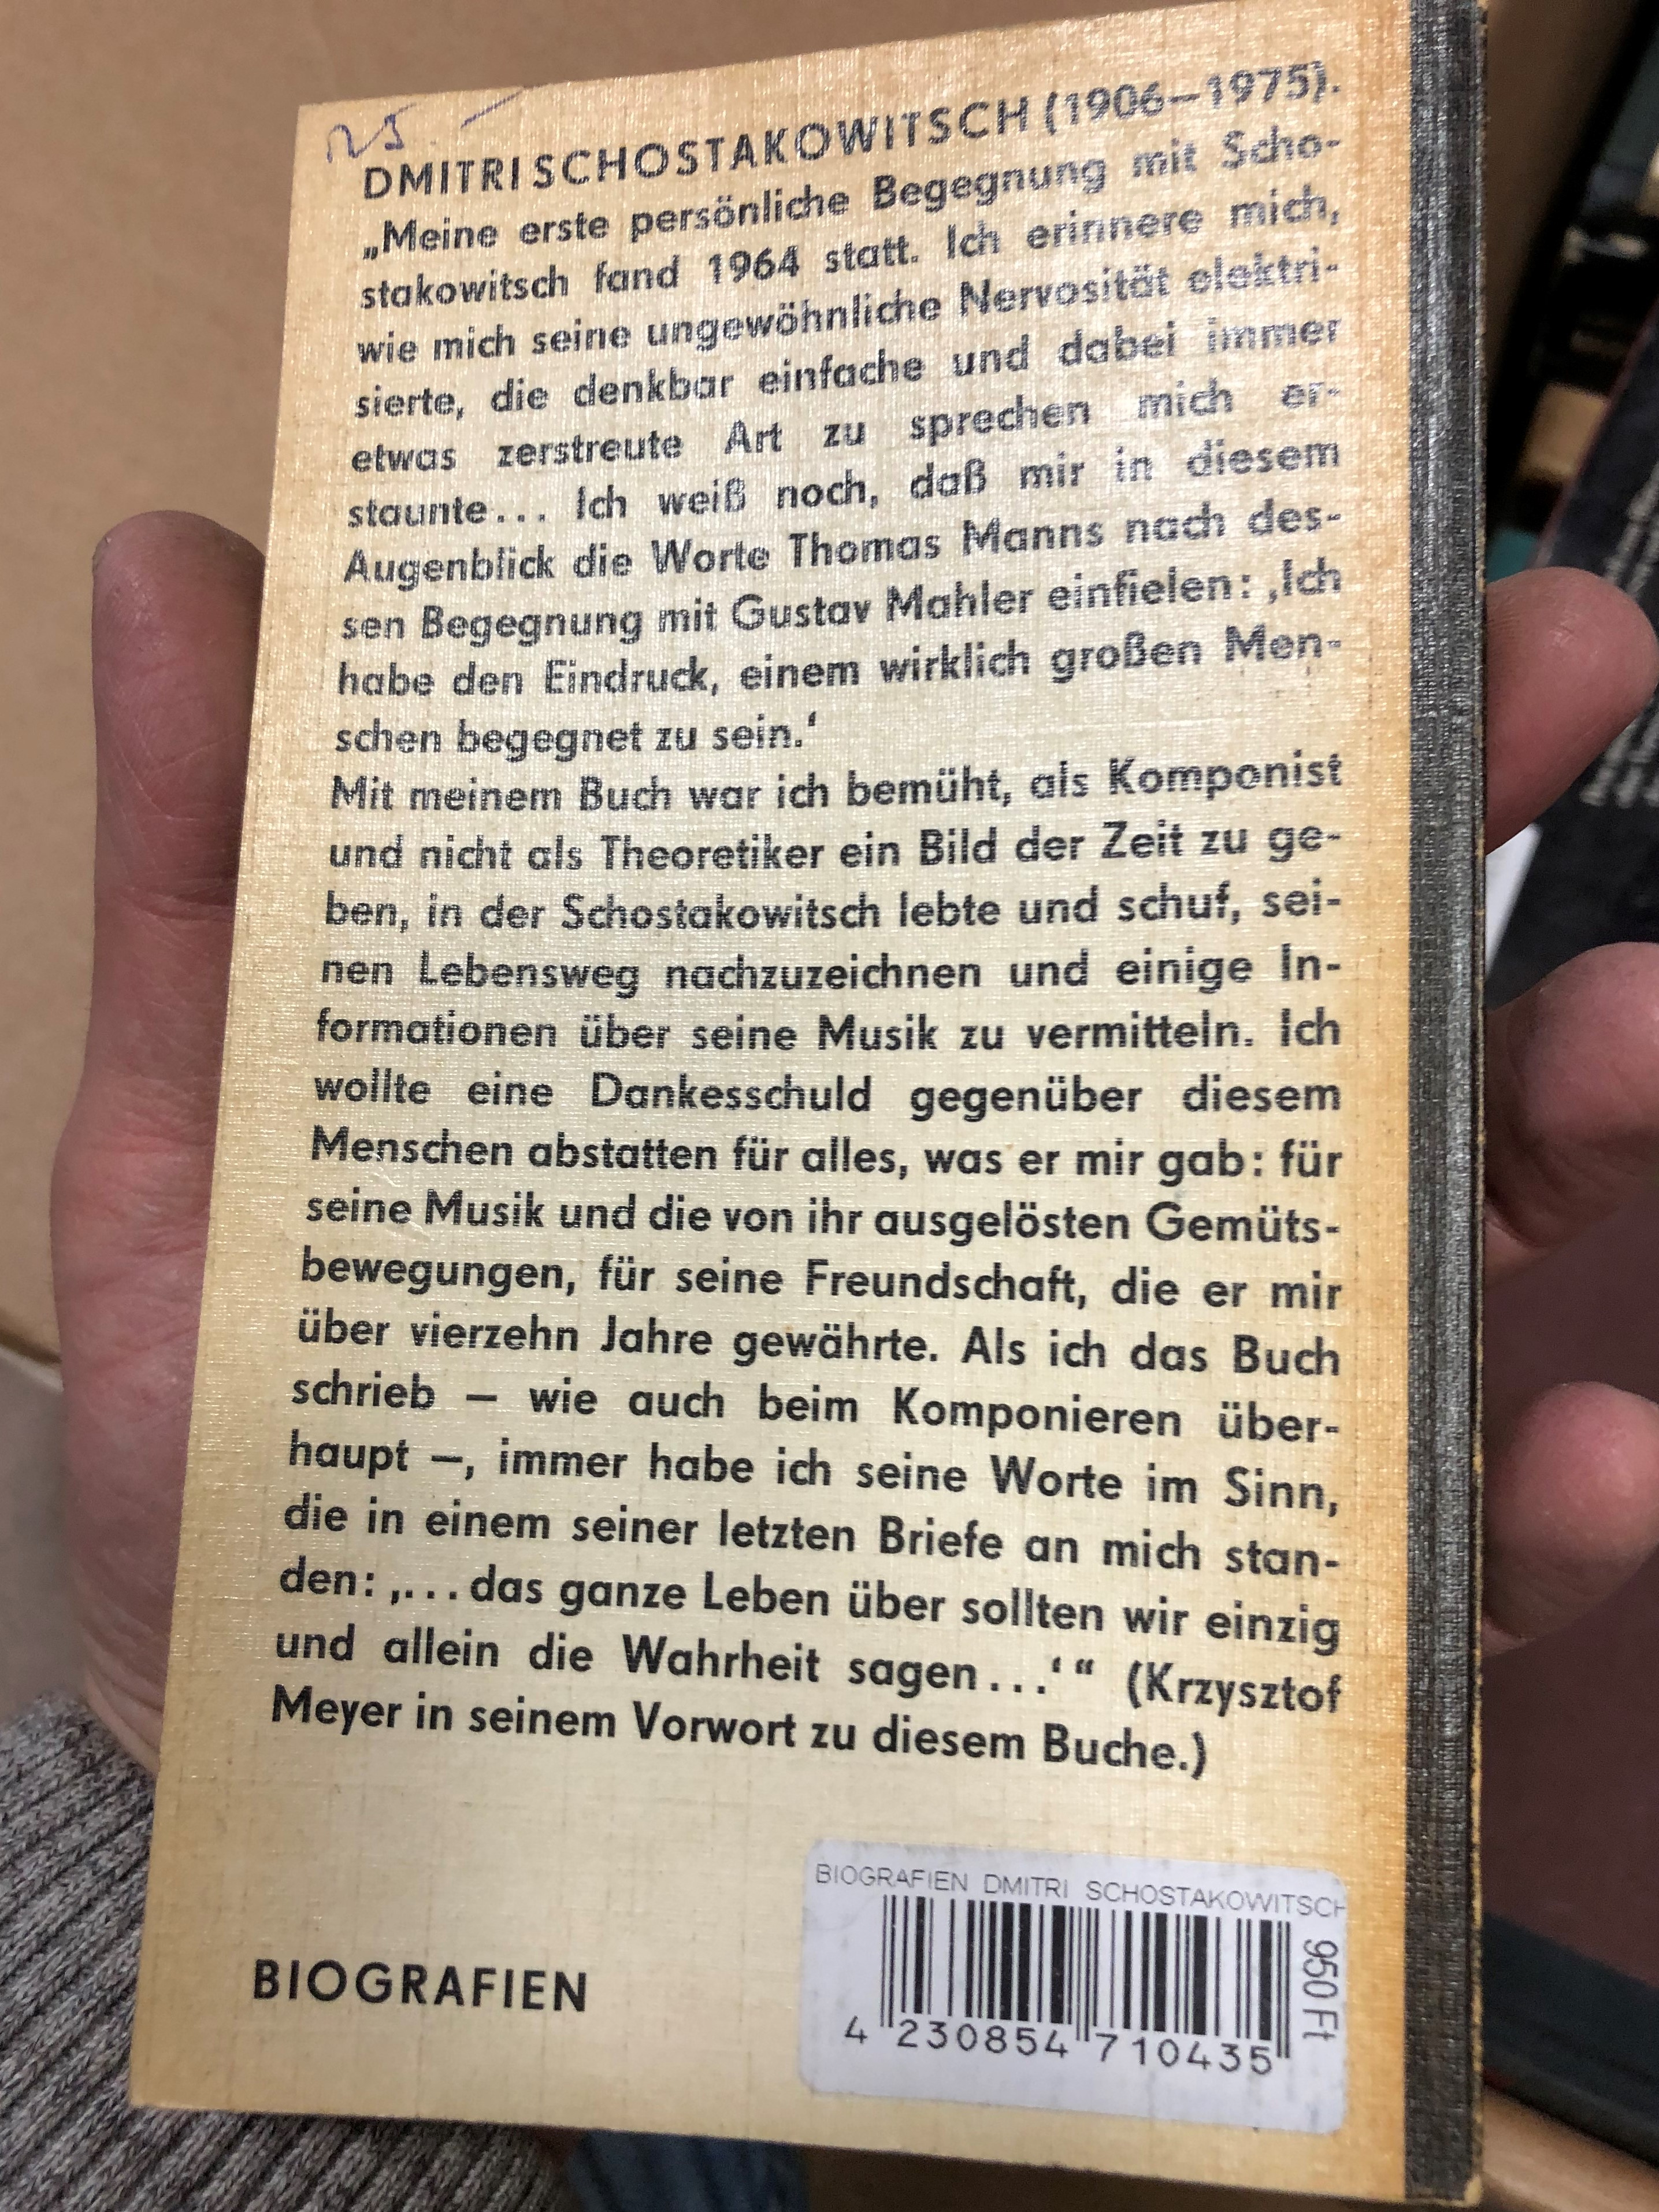 DMITRI SCHOSTAKOWITSCH (1906–1975).
„Meine erste persönliche Begegnung mit Scho-
stakowitsch fand 1964 statt. Ich erinnere mich,
wie mich seine ungewöhnliche Nervosität elektri-
sierte, die denkbar einfache und dabei immer
etwas zerstreute Art zu sprechen mich er-
staunte... Ich weiß noch, daß mir in diesem
Augenblick die Worte Thomas Manns nach des-
sen Begegnung mit Gustav Mahler einfielen: ‚Ich
habe den Eindruck, einem wirklich großen Men-
schen begegnet zu sein.‘
Mit meinem Buch war ich bemüht, als Komponist
und nicht als Theoretiker ein Bild der Zeit zu ge-
ben, in der Schostakowitsch lebte und schuf, sei-
nen Lebensweg nachzuzeichnen und einige In-
formationen über seine Musik zu vermitteln. Ich
wollte eine Dankesschuld gegenüber diesem
Menschen abstatten für alles, was er mir gab: für
seine Musik und die von ihr ausgelösten Gemüts-
bewegungen, für seine Freundschaft, die er mir
über vierzehn Jahre gewährte. Als ich das Buch
schrieb – wie auch beim Komponieren über-
haupt –, immer habe ich seine Worte im Sinn,
die in einem seiner letzten Briefe an mich stan-
den: ‚... das ganze Leben über sollten wir einzig
und allein die Wahrheit sagen...‘“ (Krzysztof
Meyer in seinem Vorwort zu diesem Buche.)
BIOGRAFIEN
BIOGRAFIEN DMITRI SCHOSTAKOWITSCH
950 Ft
4 230854 710435